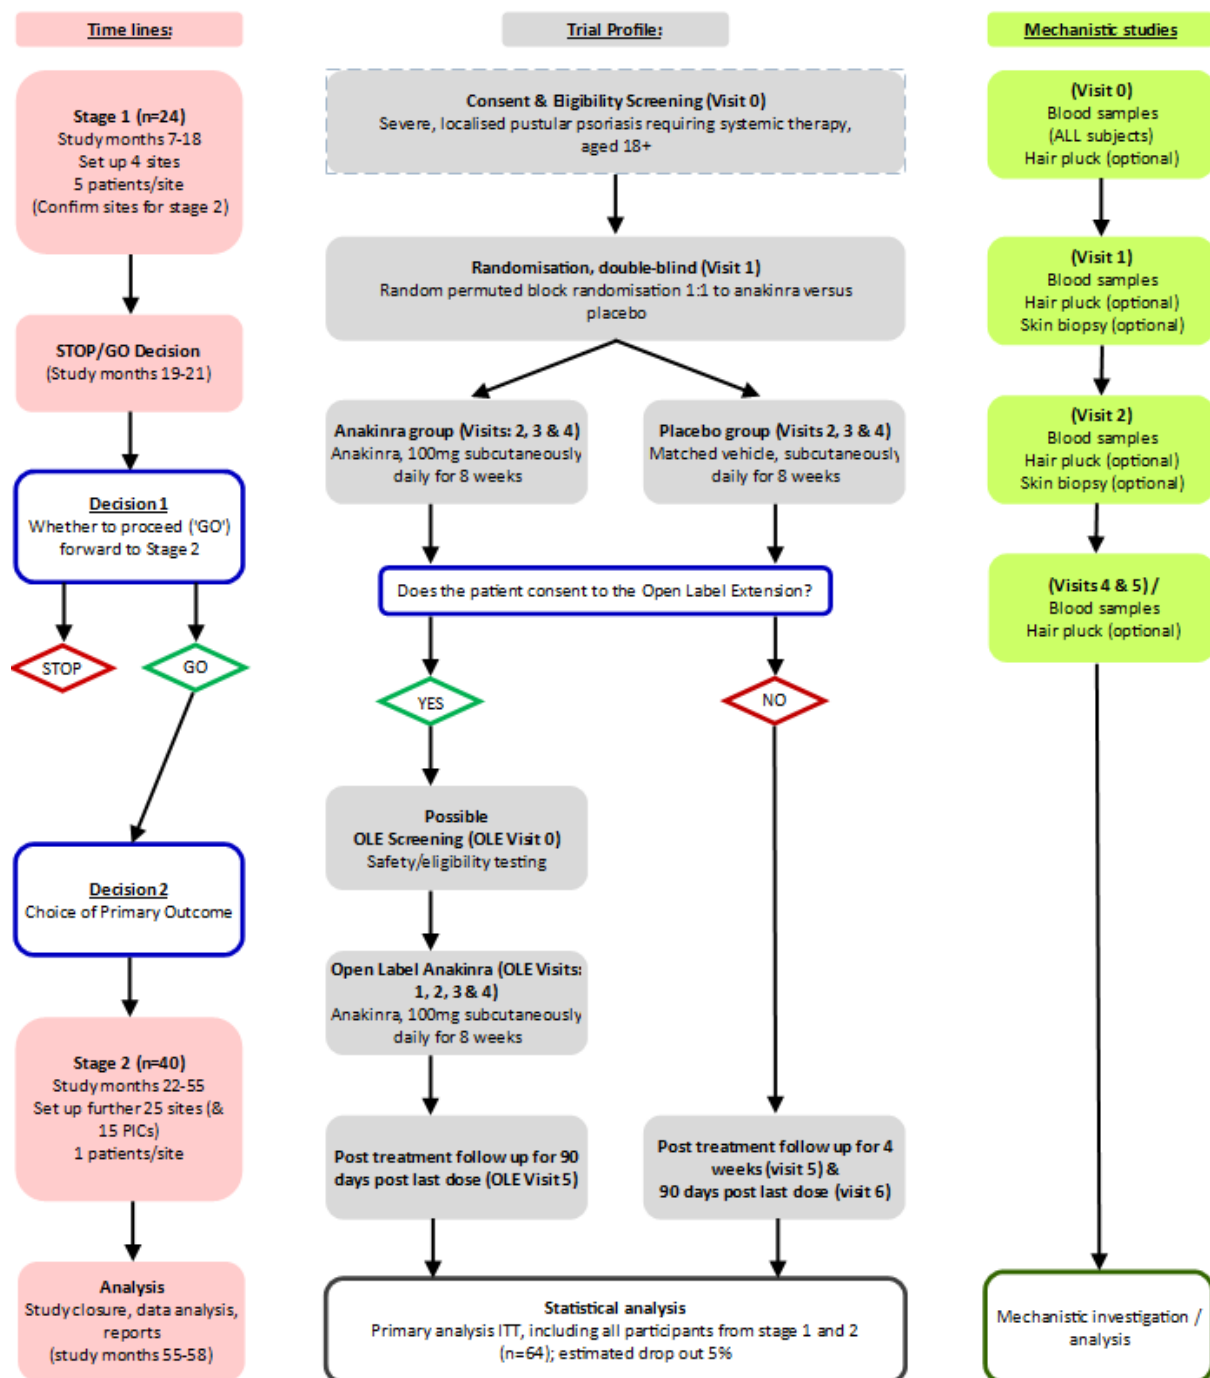 Time lines:
Stage 1 (n=24)
Study months 7-18
Set up 4 sites
5 patients/site
(Confirm sites for stage 2)
STOP/GO Decision
(Study months 19-21)
Decision 1
Whether to proceed ('GO')
forward to Stage 2
STOP
GO
Decision 2
Choice of Primary Outcome
Stage 2 (n=40)
Study months 22-55
Set up further 25 sites (&
15 PICs)
1 patients/site
Analysis
Study closure, data analysis,
reports
(study months 55-58)
Trial Profile:
Consent & Eligibility Screening (Visit 0)
Severe, localised pustular psoriasis requiring systemic therapy,
aged 18+
Randomisation, double-blind (Visit 1)
Random permuted block randomisation 1:1 to anakinra versus
placebo
Anakinra group (Visits: 2, 3 & 4)
Anakinra, 100mg subcutaneously
daily for 8 weeks
Placebo group (Visits 2, 3 & 4)
Matched vehicle, subcutaneously
daily for 8 weeks
Does the patient consent to the Open Label Extension?
YES
NO
Possible
OLE Screening (OLE Visit 0)
Safety/eligibility testing
Open Label Anakinra (OLE Visits:
1, 2, 3 & 4)
Anakinra, 100mg subcutaneously
daily for 8 weeks
Post treatment follow up for 90
days post last dose (OLE Visit 5)
Post treatment follow up for 4
weeks (visit 5) &
90 days post last dose (visit 6)
Statistical analysis
Primary analysis ITT, including all participants from stage 1 and 2
(n=64); estimated drop out 5%
Mechanistic studies
(Visit 0)
Blood samples
(ALL subjects)
Hair pluck (optional)
(Visit 1)
Blood samples
Hair pluck (optional)
Skin biopsy (optional)
(Visit 2)
Blood samples
Hair pluck (optional)
Skin biopsy (optional)
(Visits 4 & 5) /
Blood samples
Hair pluck (optional)
Mechanistic investigation /
analysis